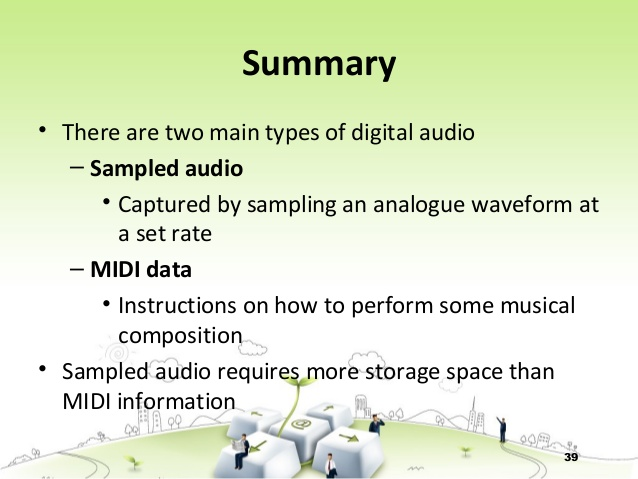 Summary
• There are two main types of digital audio
– Sampled audio
• Captured by sampling an analogue waveform at
a set rate
– MIDI data
• Instructions on how to perform some musical
composition
• Sampled audio requires more storage space than
MIDI information
@
39